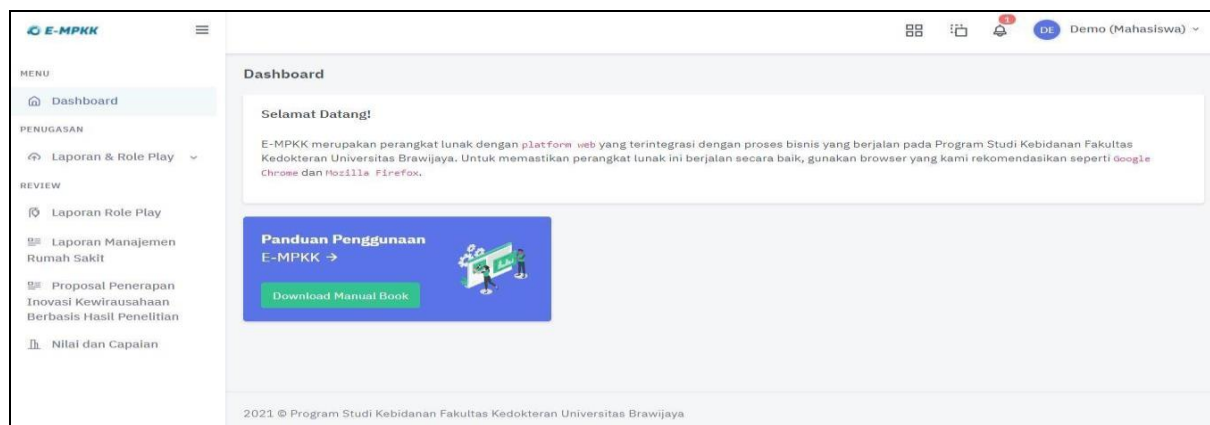 E-MPKK
1
DE Demo (Mahasiswa)
MENU
Dashboard
PENUGASAN
Laporan & Role Play
REVIEW
Laporan Role Play
Laporan Manajemen
Rumah Sakit
Proposal Penerapan
Inovasi Kewirausahaan
Berbasis Hasil Penelitian
Nilai dan Capaian
Dashboard
Selamat Datang!
E-MPKK merupakan perangkat lunak dengan platform web yang terintegrasi dengan proses bisnis yang berjalan pada Program Studi Kebidanan Fakultas
Kedokteran Universitas Brawijaya. Untuk memastikan perangkat lunak ini berjalan secara baik, gunakan browser yang kami rekomendasikan seperti Google
Chrome dan Mozilla Firefox.
Panduan Penggunaan
E-MPKK →
Download Manual Book
2021 © Program Studi Kebidanan Fakultas Kedokteran Universitas Brawijaya